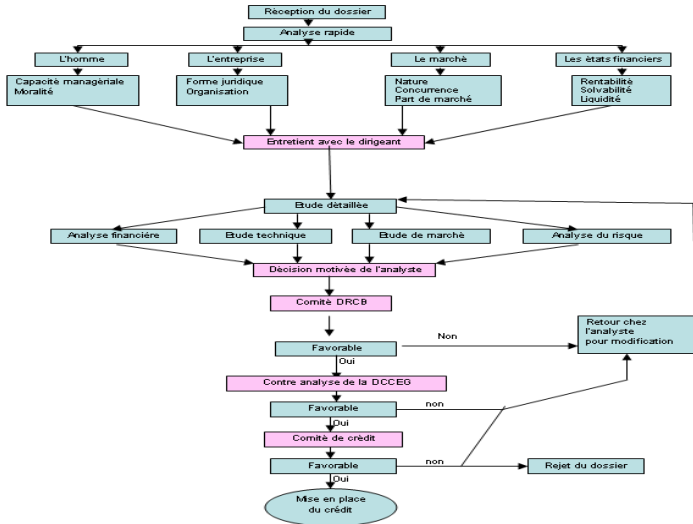 Réception du dossier
Analyse rapide
L'homme
L'entreprise
Le marché
Les états financiers
Capacité managériale
Moralité
Forme juridique
Organisation
Nature
Concurrence
Part de marché
Rentabilité
Solvabilité
Liquidité
Entretient avec le dirigeant
Etude détaillée
Analyse financière
Etude technique
Etude de marché
Analyse du risque
Décision motivée de l'analyste
Comité DRCB
Favorable
Non
Retour chez
l'analyste
pour modification
Oui
Contre analyse de la DCCEG
Favorable
non
Oui
Comité de crédit
Favorable
non
Rejet du dossier
Oui
Mise en place
du crédit